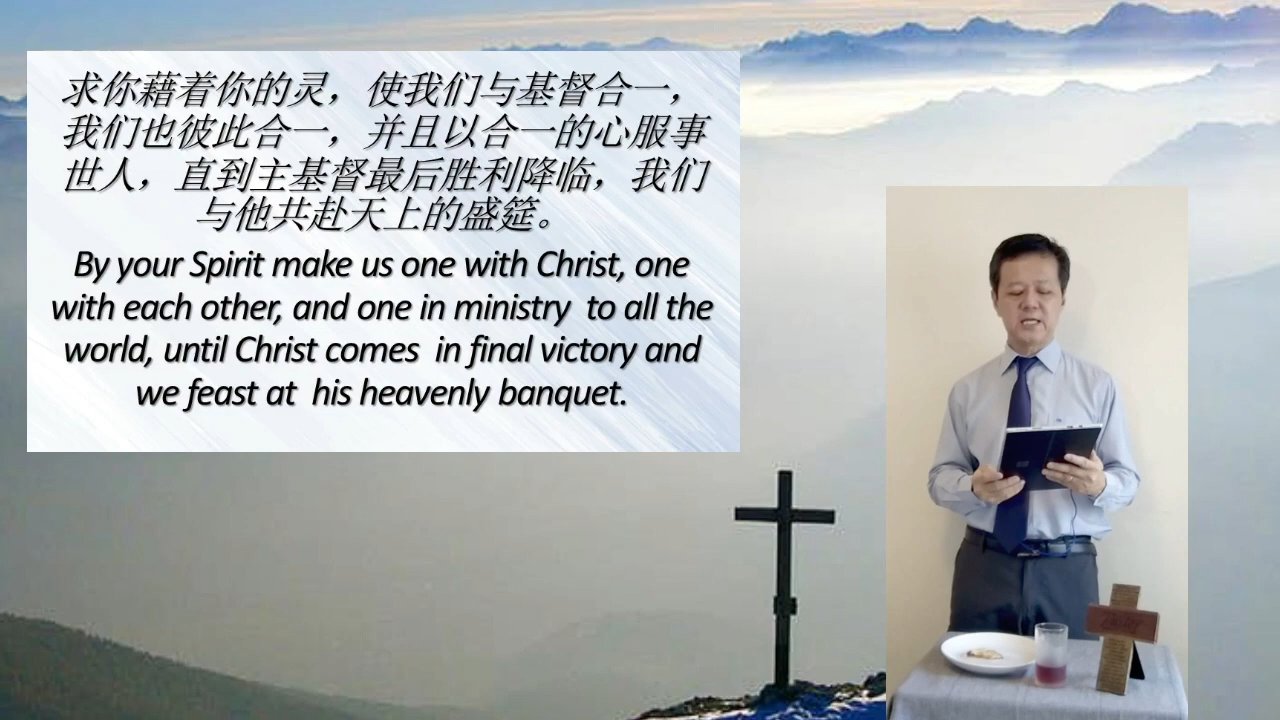 求你藉着你的灵，使我们与基督合一，
我们也彼此合一，并且以合一的心服事
世人，直到主基督最后胜利降临，我们
与他共赴天上的盛筵。
By your Spirit make us one with Christ, one
with each other, and one in ministry  to all the
world, until Christ comes  in final victory and
we feast at  his heavenly banquet.